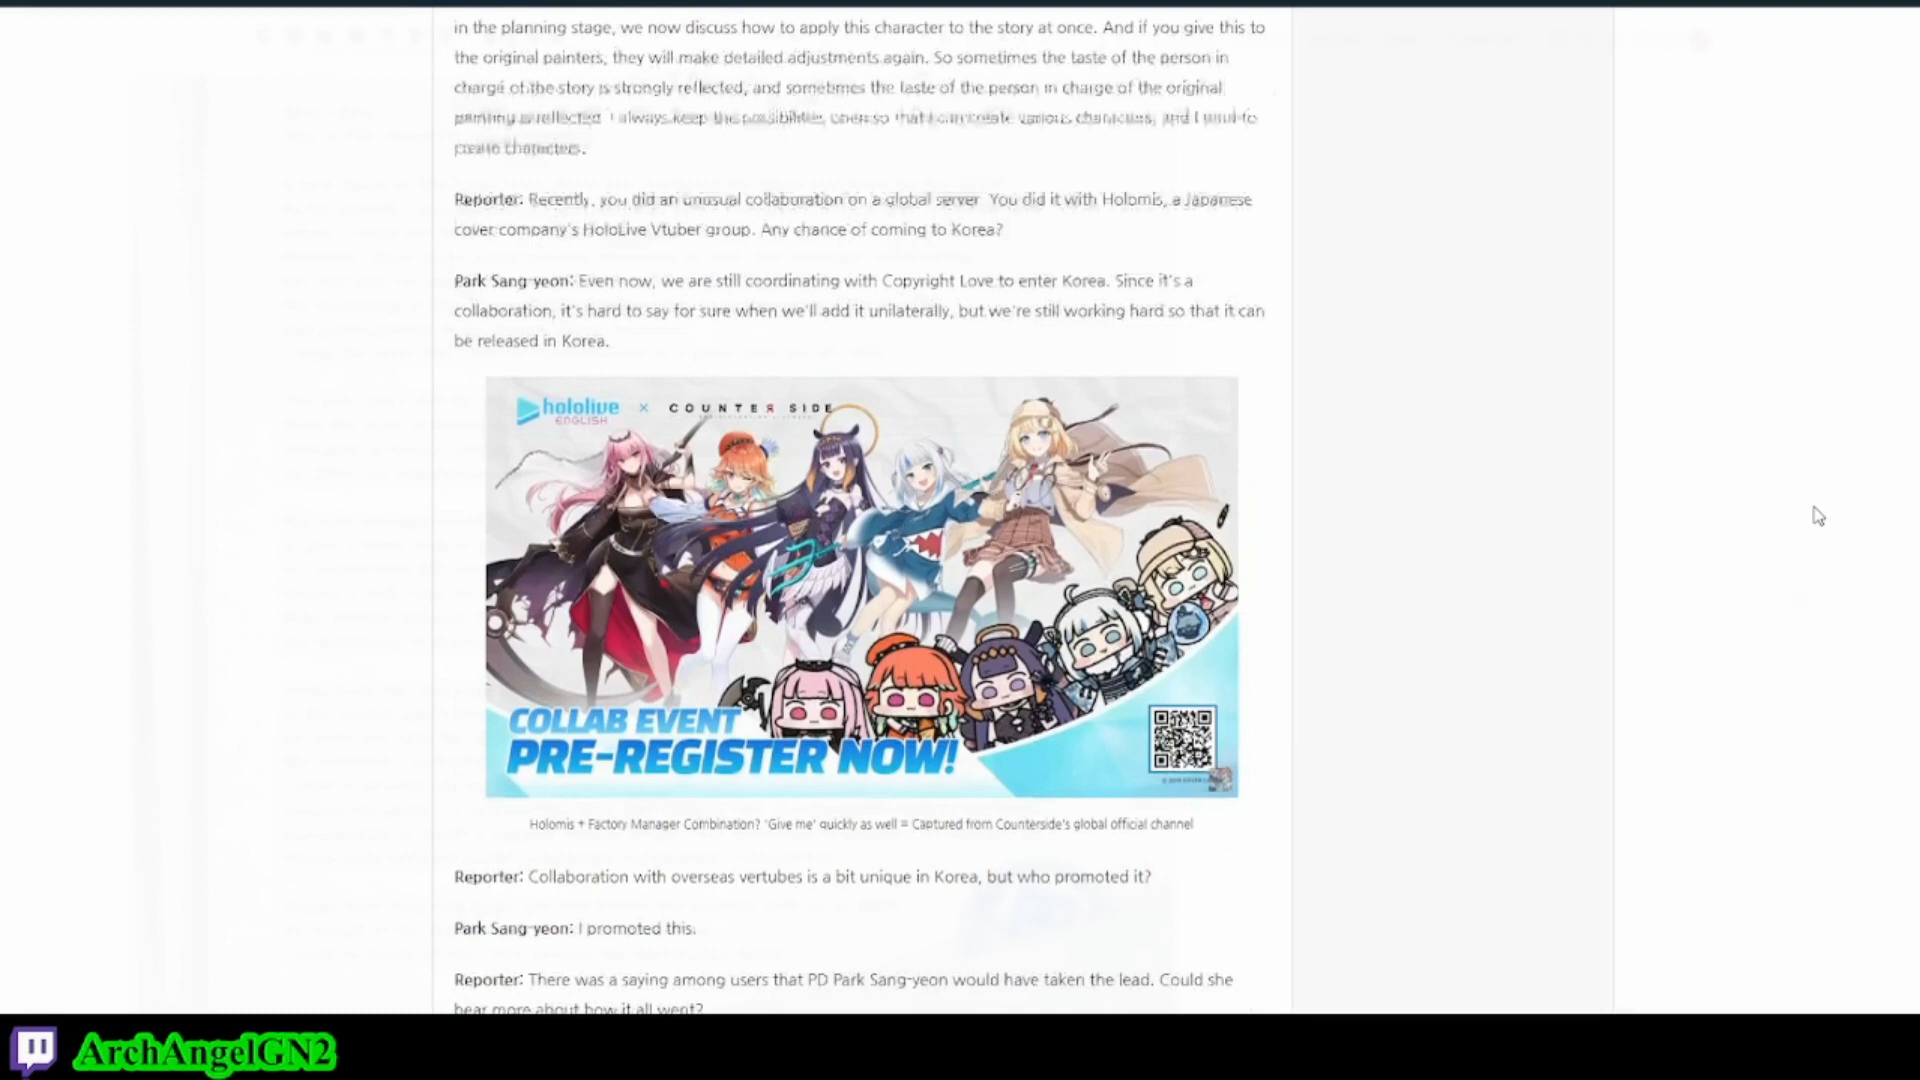 in the planning stage, we now discuss how to apply this character to the story at once. And if you give this to
the original painters, they will make detailed adjustments again. So sometimes the taste of the person in
charge of the story is strongly reflected, and sometimes the taste of the person in charge of the original
painting is reflected. I always keep the possibilities open so that I can create various characters, and I
create characters.
Reporter: Recently, you did an unusual collaboration on a global server. You did it with Holomis, a Japanese
cover company's HoloLive Vtuber group. Any chance of coming to Korea?
Park Sang-yeon: Even now, we are still coordinating with Copyright Love to enter Korea. Since it's a
collaboration, it's hard to say for sure when we'll add it unilaterally, but we're still working hard so that it can
be released in Korea.
hololive × COUNTER SIDE
ENGLISH
COLLAB EVENT
PRE-REGISTER NOW!
Holomis + Factory Manager Combination? 'Give me' quickly as well = Captured from Counterside's global official channel
Reporter: Collaboration with overseas vertubes is a bit unique in Korea, but who promoted it?
Park Sang-yeon: I promoted this.
Reporter: There was a saying among users that PD Park Sang-yeon would have taken the lead. Could she
hear more about how it all went?
ArchAngelGN2